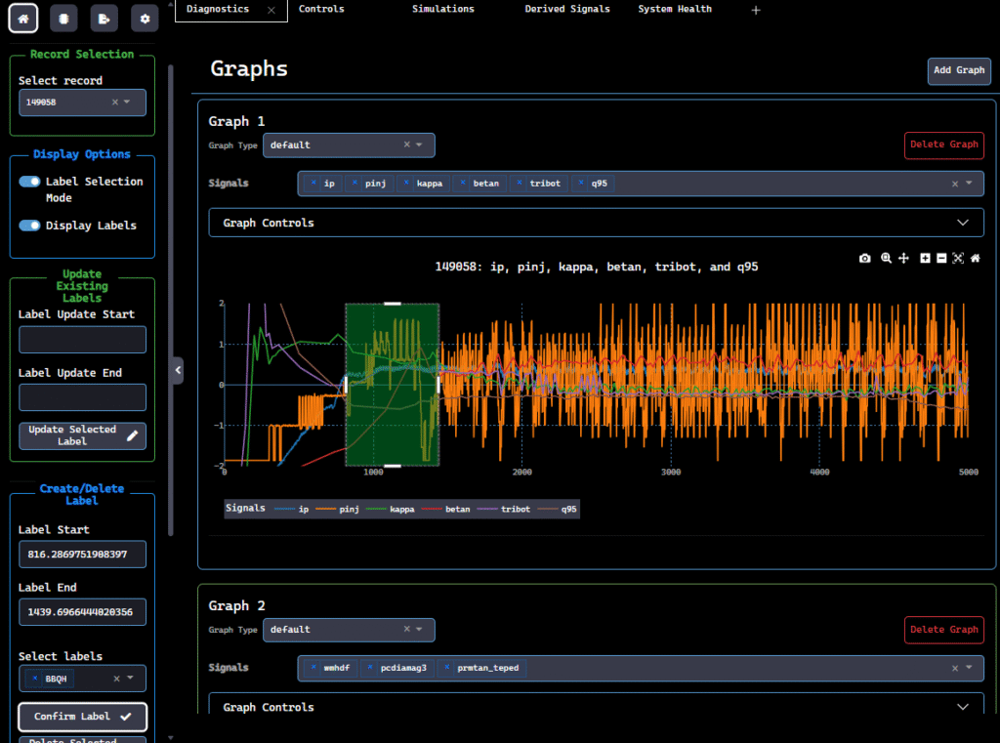 Diagnostics
Controls
Simulations
Derived Signals
System Health
Record Selection
Select record
149058
Display Options
Label Selection
Mode
Display Labels
Update
Existing
Labels
Label Update Start
Label Update End
Update Selected
Label
Create/Delete
Label
Label Start
816.2869751908397
Label End
1439.6966444020356
Select labels
BBQH
Confirm Label
Delete Selected
Graphs
Add Graph
Graph 1
Graph Type
default
Delete Graph
Signals
ip
pinj
kappa
betan
tribot
q95
Graph Controls
149058: ip, pinj, kappa, betan, tribot, and q95
2
1
0
−1
−2
0
1000
2000
3000
4000
5000
Signals
ip
pinj
kappa
betan
tribot
q95
Graph 2
Graph Type
default
Delete Graph
Signals
wmhdf
pcdiamag3
prmtan_teped
Graph Controls